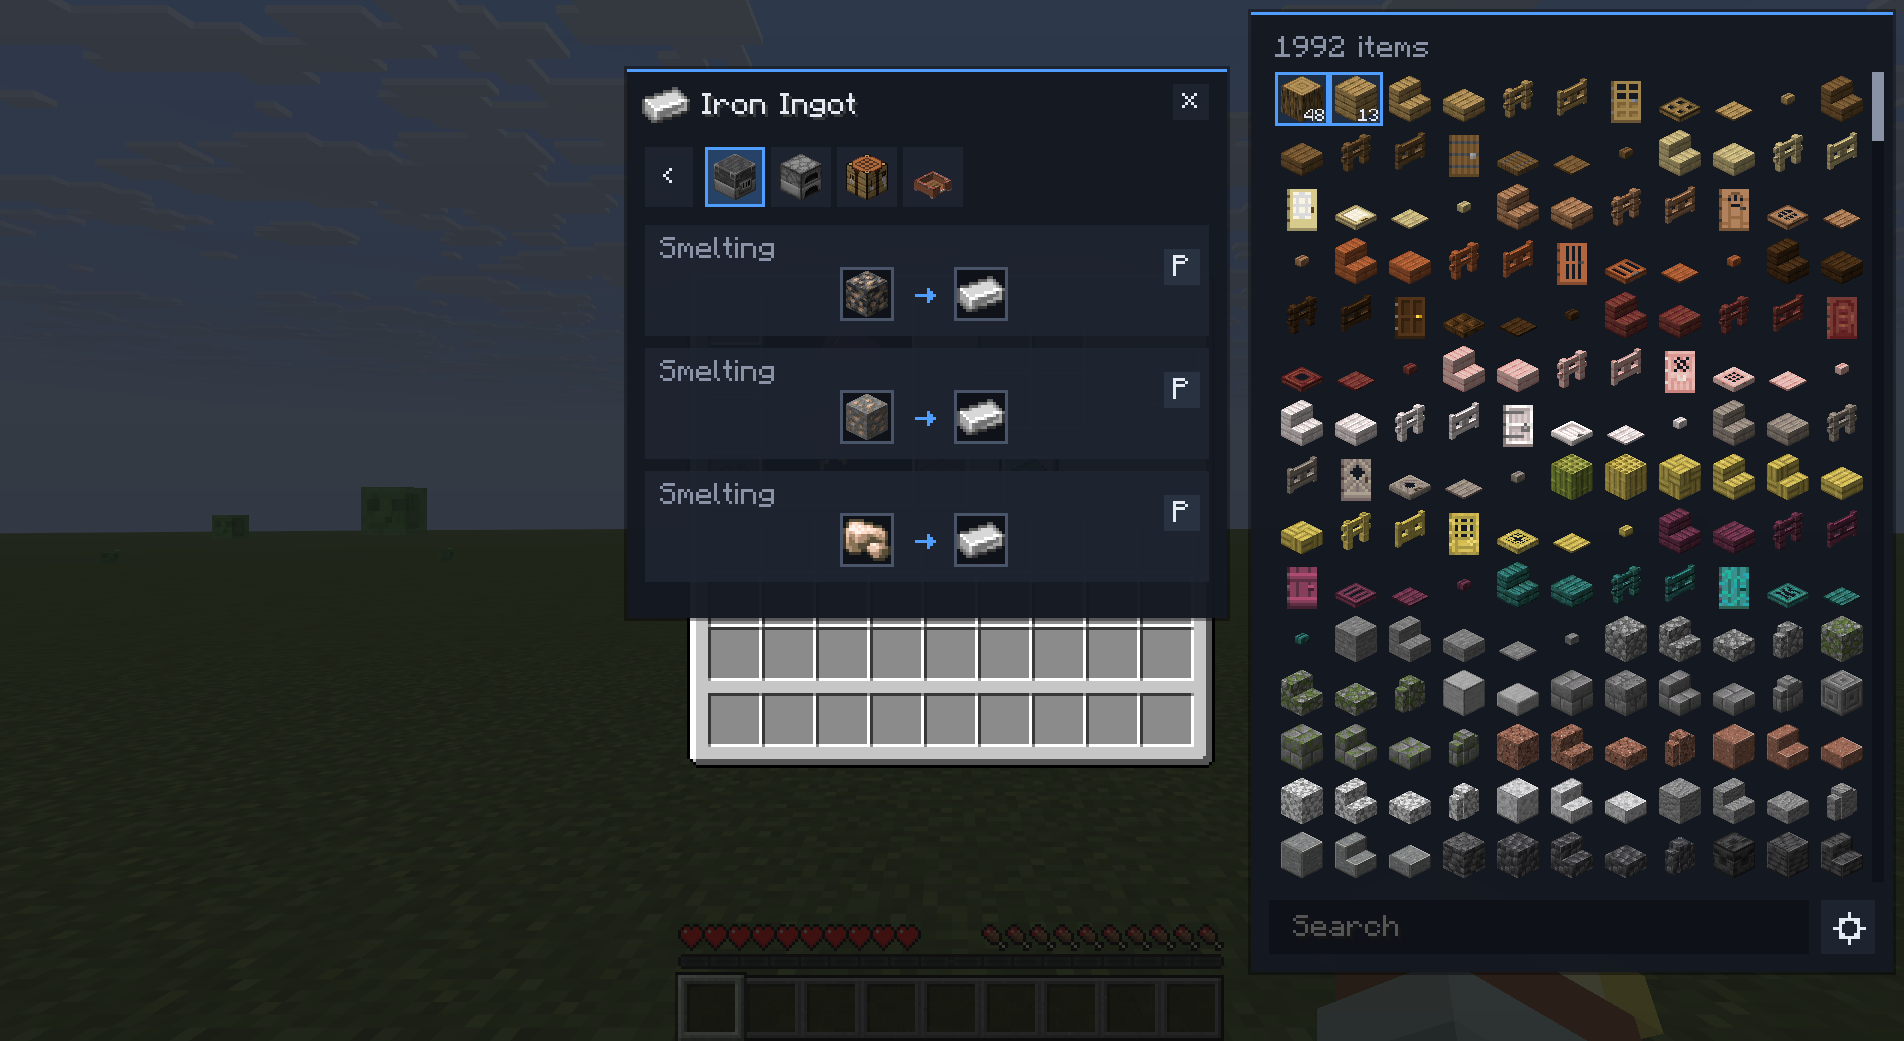 1992 items
48
13
Iron Ingot
Smelting
P
Smelting
P
Smelting
P
Search